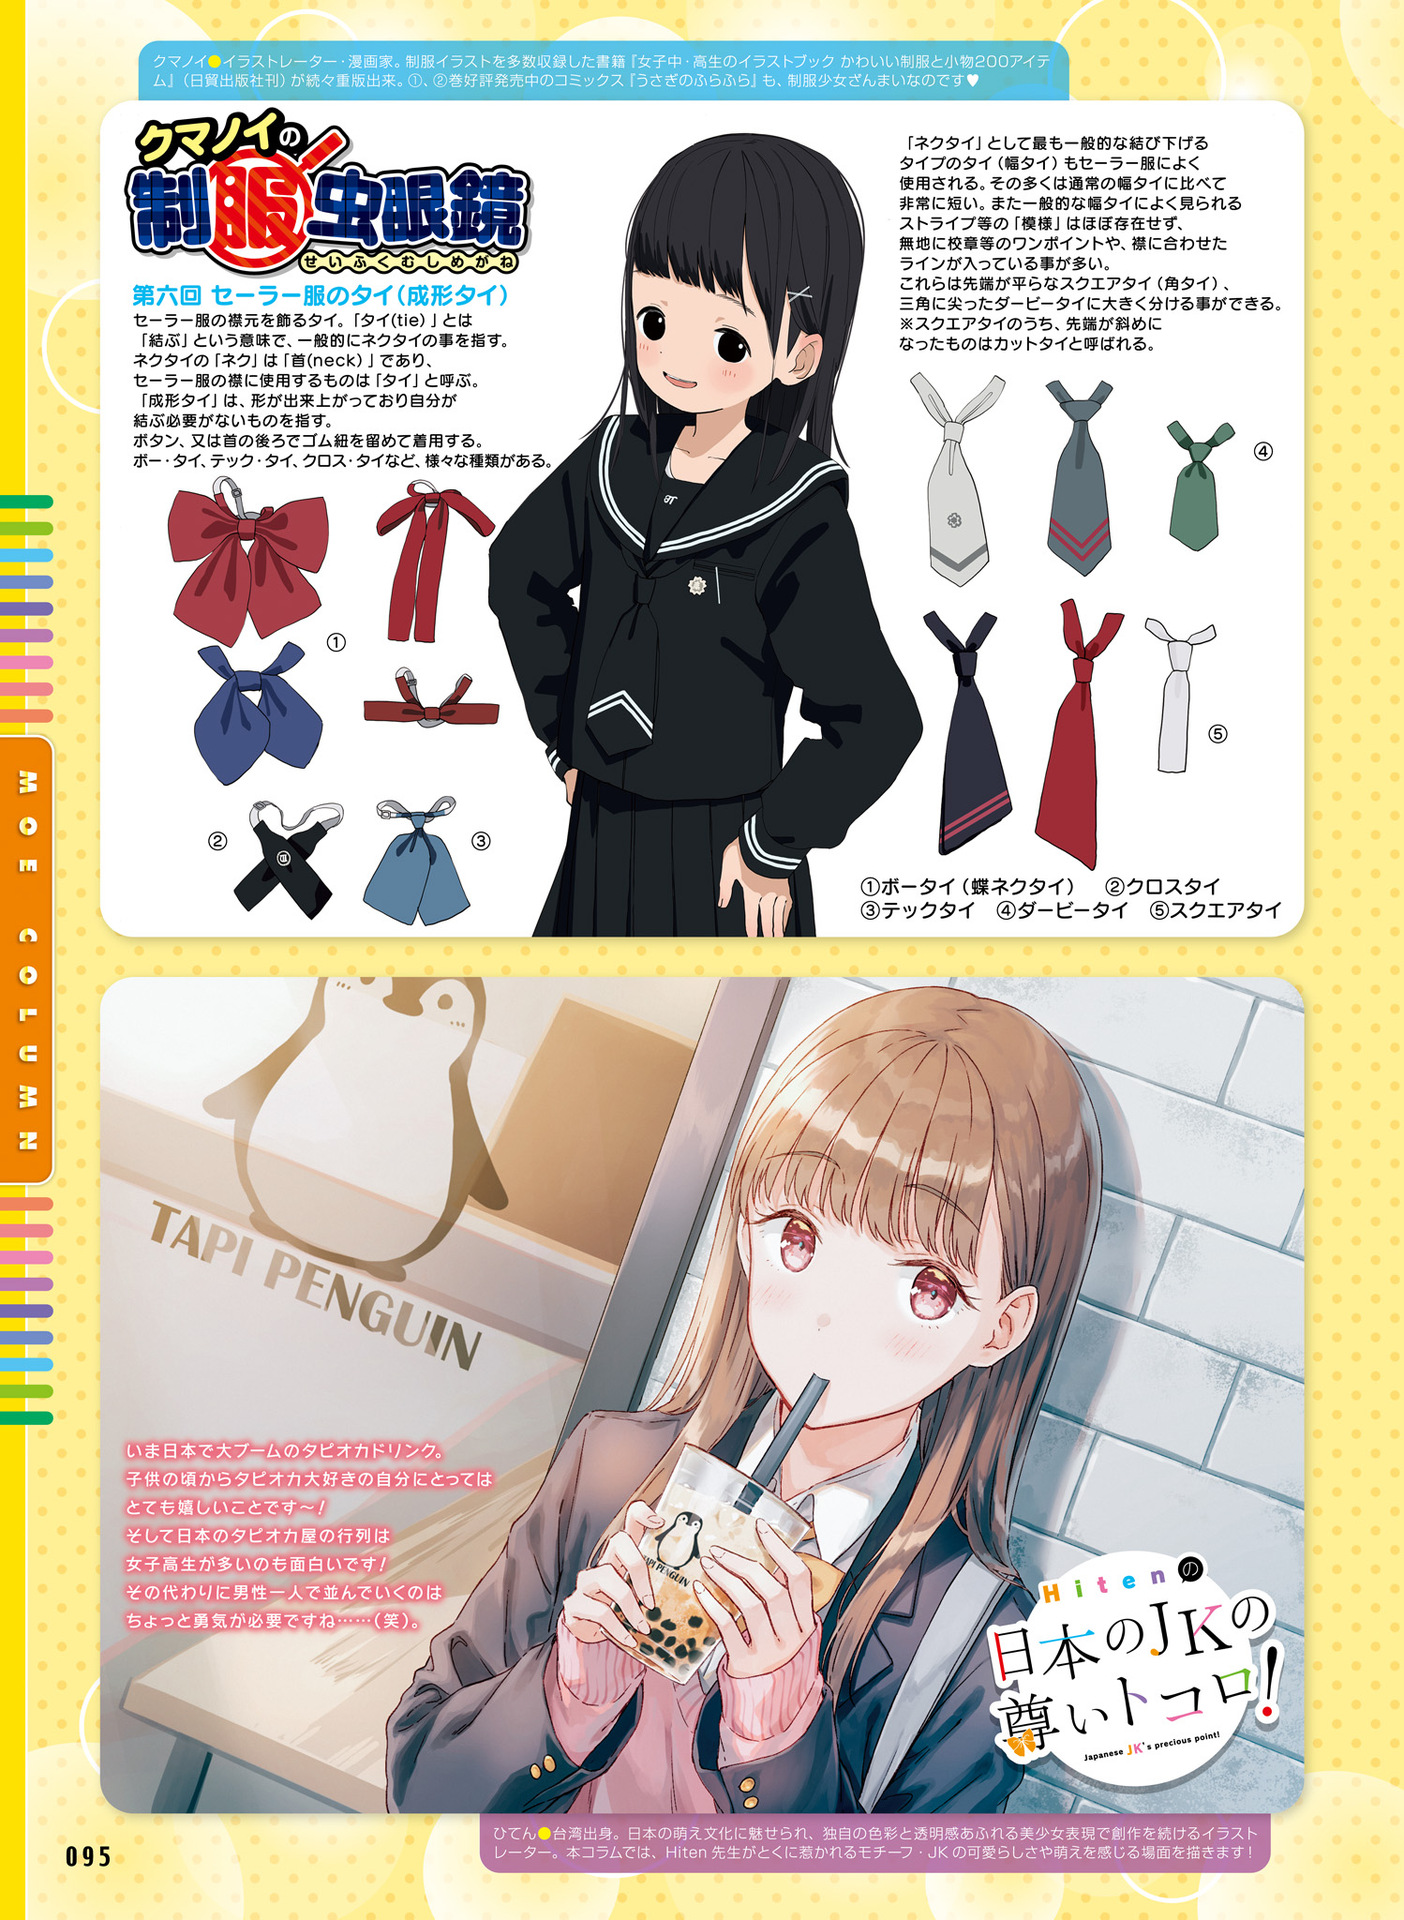 クマノイ●イラストレーター・漫画家。制服イラストを多数収録した書籍『女子中・高生のイラストブック かわいい制服と小物200アイテ
ム』（日貿出版社刊）が続々重版出来。①、②巻好評発売中のコミックス『うさぎのふらふら』も、制服少女ざんまいなのです♥
クマノイの
制服虫眼鏡
せいふくむしめがね
第六回 セーラー服のタイ（成形タイ）
セーラー服の襟元を飾るタイ。「タイ(tie)」とは
「結ぶ」という意味で、一般的にネクタイの事を指す。
ネクタイの「ネク」は「首(neck)」であり、
セーラー服の襟に使用するものは「タイ」と呼ぶ。
「成形タイ」は、形が出来上がっており自分が
結ぶ必要がないものを指す。
ボタン、又は首の後ろでゴム紐を留めて着用する。
ボー・タイ、テック・タイ、クロス・タイなど、様々な種類がある。
「ネクタイ」として最も一般的な結び下げる
タイプのタイ（幅タイ）もセーラー服によく
使用される。その多くは通常の幅タイに比べて
非常に短い。また一般的な幅タイによく見られる
ストライプ等の「模様」はほぼ存在せず、
無地に校章等のワンポイントや、襟に合わせた
ラインが入っている事が多い。
これらは先端が平らなスクエアタイ（角タイ）、
三角に尖ったダービータイに大きく分ける事ができる。
※スクエアタイのうち、先端が斜めに
なったものはカットタイと呼ばれる。
①
②
③
④
⑤
①ボータイ（蝶ネクタイ） ②クロスタイ
③テックタイ ④ダービータイ ⑤スクエアタイ
MOE COLUMN
TAPI PENGUIN
TAPI PENGUIN
いま日本で大ブームのタピオカドリンク。
子供の頃からタピオカ大好きの自分にとっては
とても嬉しいことです〜！
そして日本のタピオカ屋の行列は
女子高生が多いのも面白いです！
その代わりに男性一人で並んでいくのは
ちょっと勇気が必要ですね……（笑）。
Hitenの
日本のJKの
尊いトコロ！
Japanese JK's precious point!
ひてん●台湾出身。日本の萌え文化に魅せられ、独自の色彩と透明感あふれる美少女表現で創作を続けるイラスト
レーター。本コラムでは、Hiten 先生がとくに惹かれるモチーフ・JKの可愛らしさや萌えを感じる場面を描きます！
095